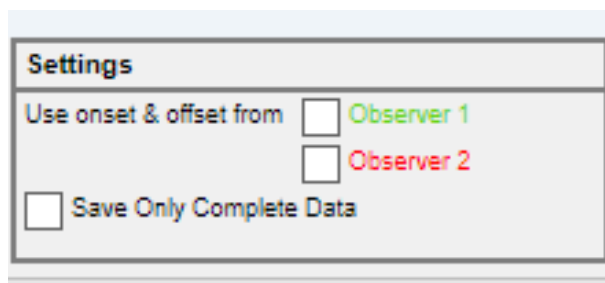 Settings
Use onset & offset from Observer 1
Observer 2
Save Only Complete Data